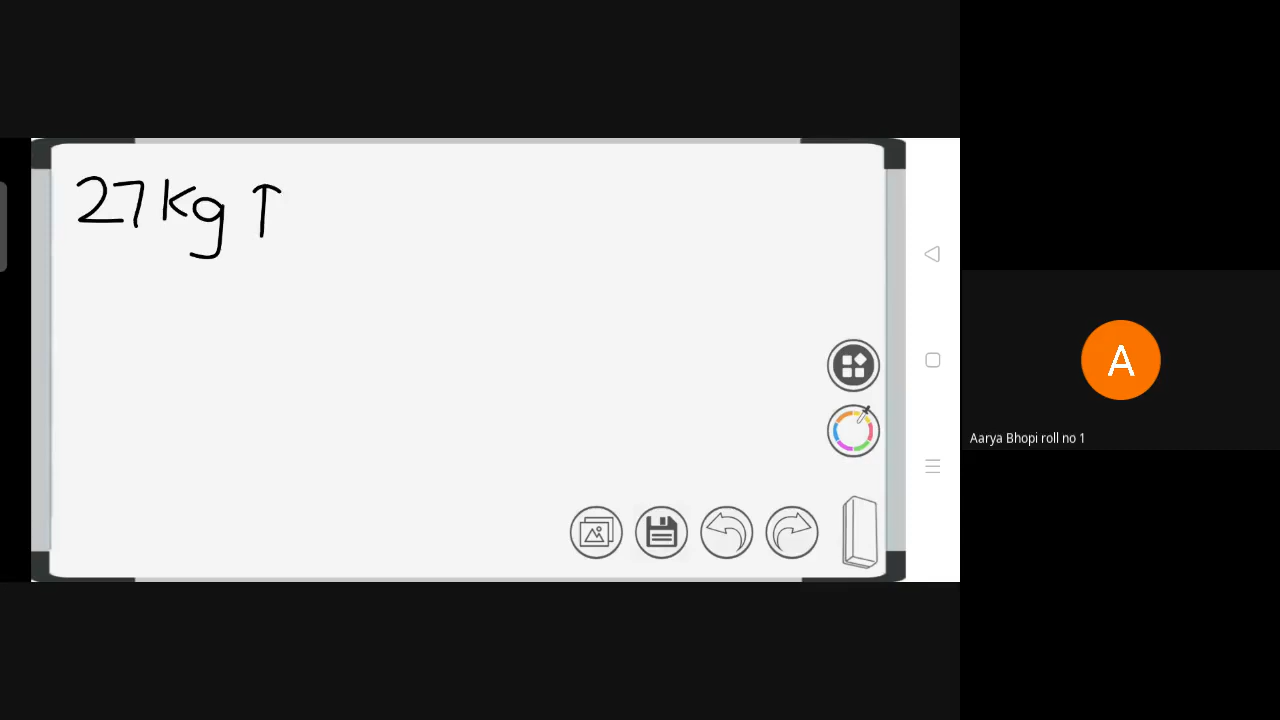 27 kg ↑
A
Aarya Bhopi roll no 1